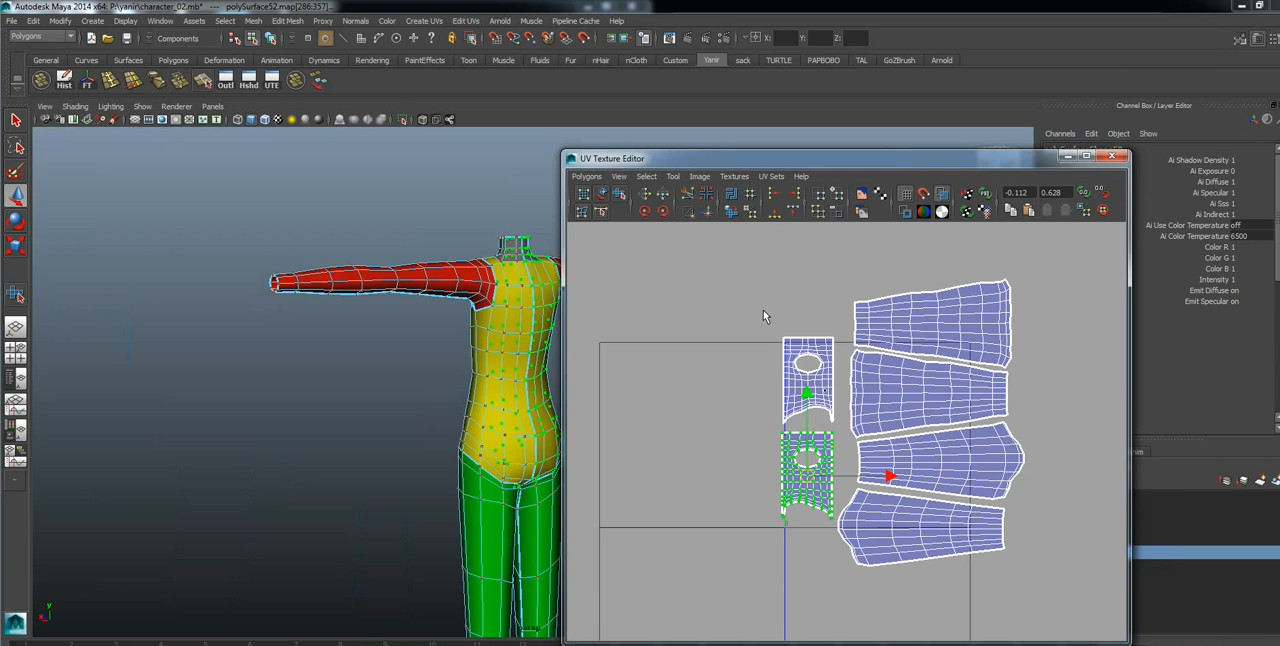 Autodesk Maya 2014 x64: P:\yanir\character_02.mb* --- polySurface52.map[286:357]...
File Edit Modify Create Display Window Assets Select Mesh Edit Mesh Proxy Normals Color Create UVs Edit UVs Arnold Muscle Pipeline Cache Help
Polygons Components X: Y: Z:
General Curves Surfaces Polygons Deformation Animation Dynamics Rendering PaintEffects Toon Muscle Fluids Fur nHair nCloth Custom Yanir sack TURTLE PAPBOBO TAL GoZBrush Arnold
Hist FT Outl Hshd UTE
View Shading Lighting Show Renderer Panels
Channel Box / Layer Editor
Channels Edit Object Show
UV Texture Editor
Polygons View Select Tool Image Textures UV Sets Help
-0.112 0.628
Ai Shadow Density 1
Ai Exposure 0
Ai Diffuse 1
Ai Specular 1
Ai Sss 1
Ai Indirect 1
Ai Use Color Temperature off
Ai Color Temperature 6500
Color R 1
Color G 1
Color B 1
Intensity 1
Emit Diffuse on
Emit Specular on
y
x